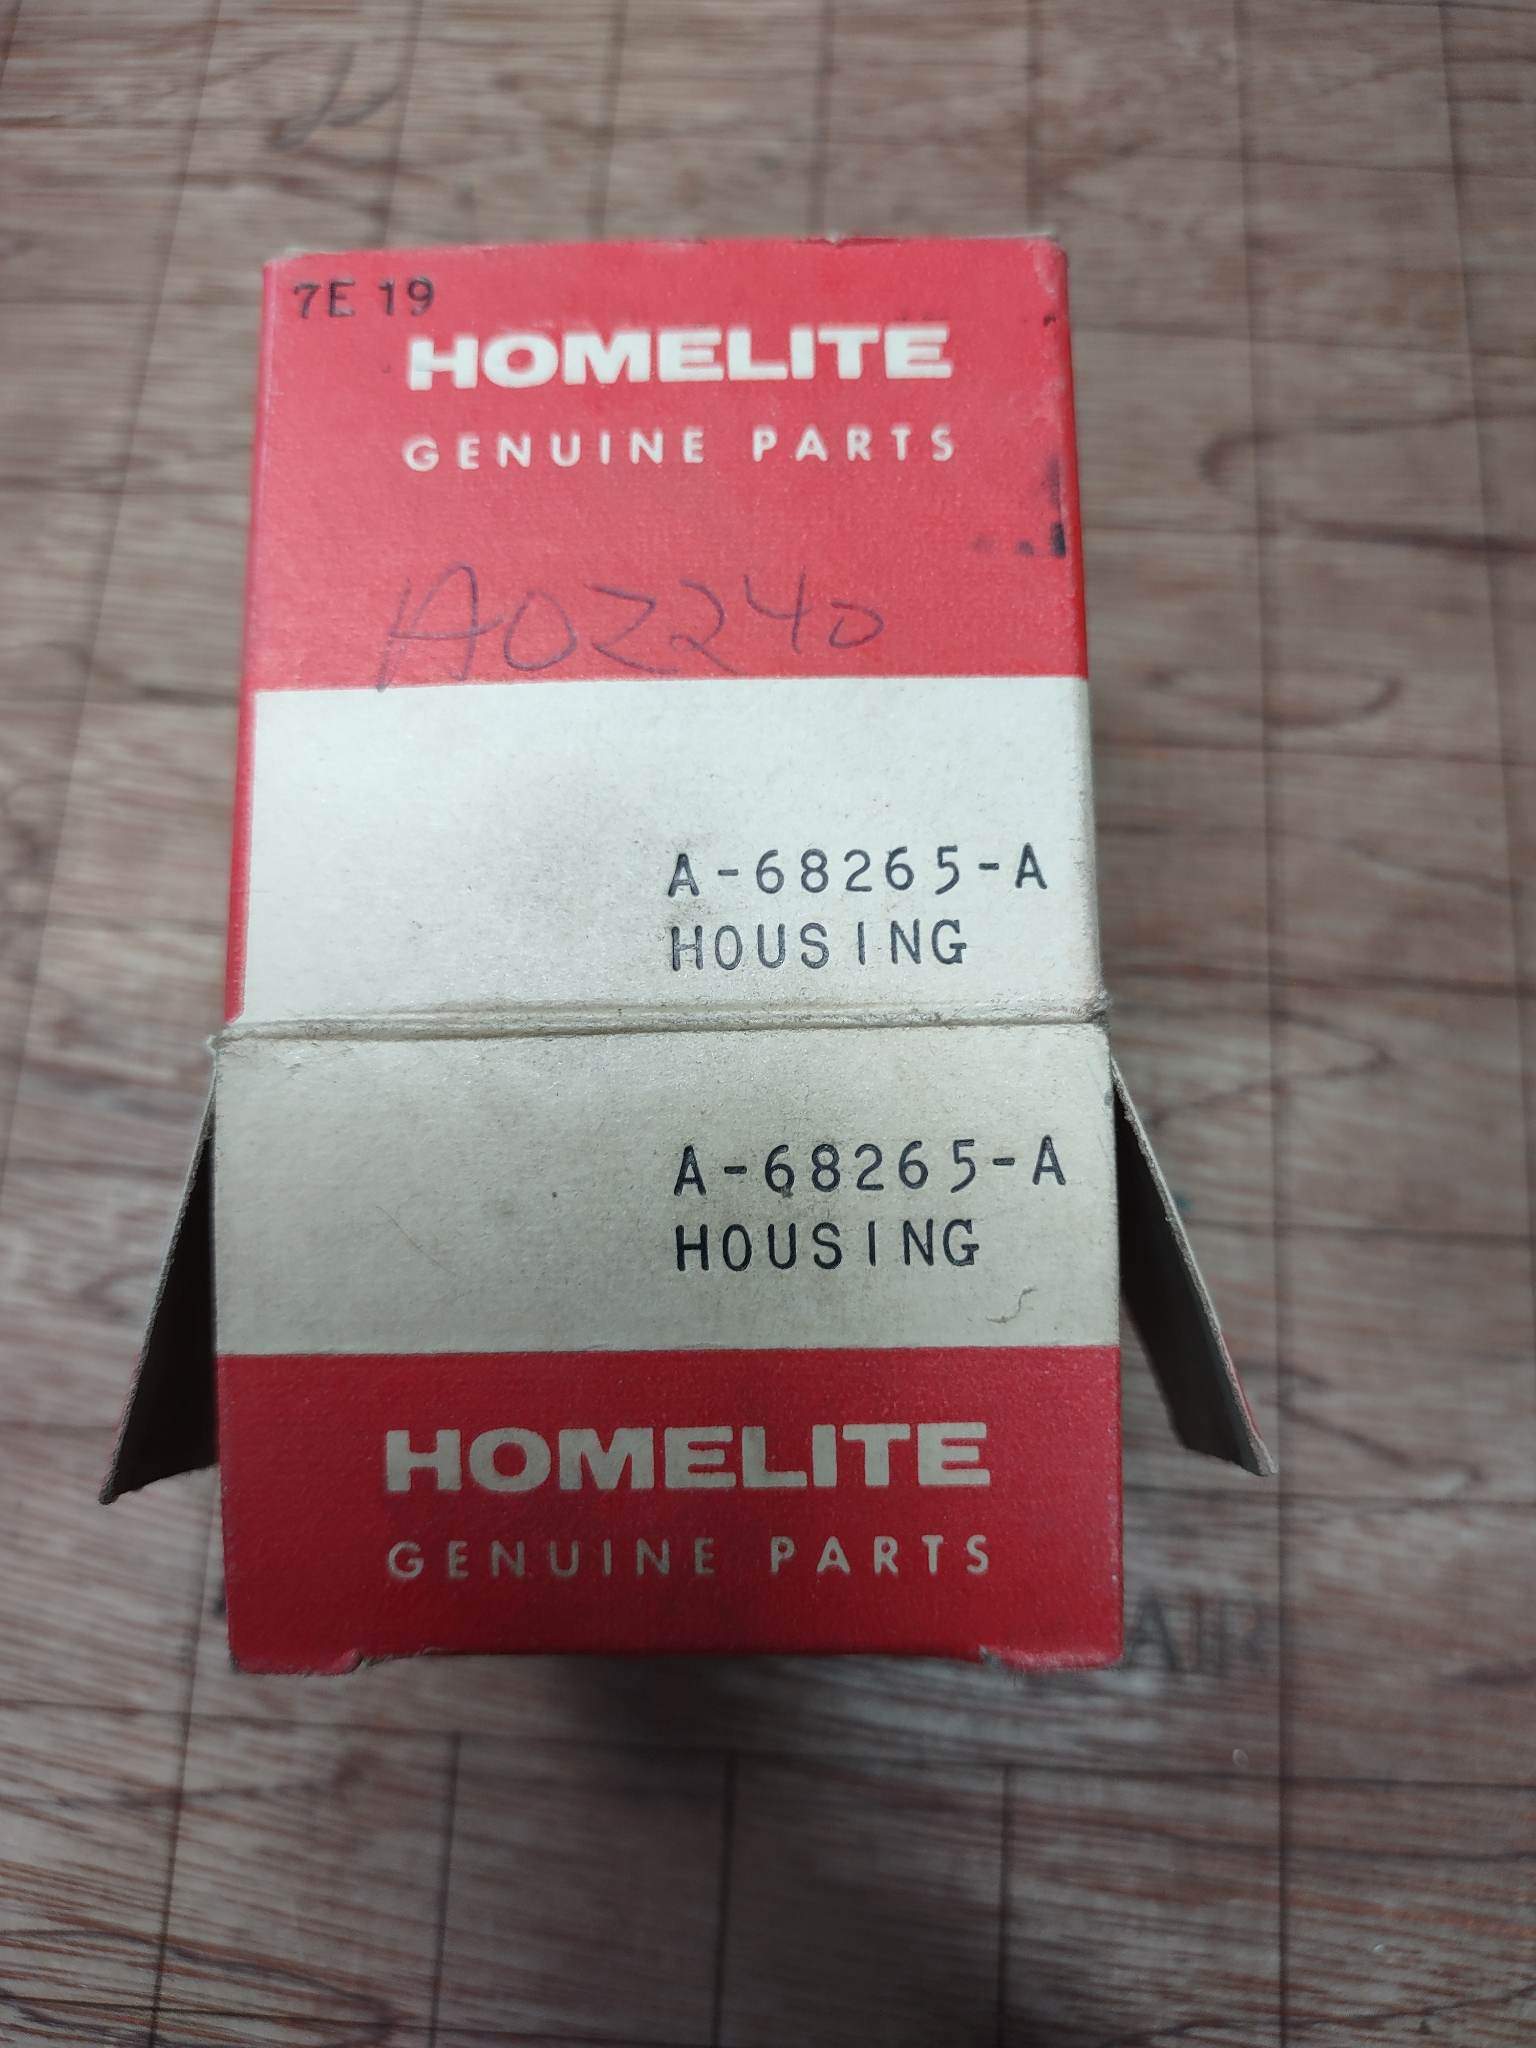 7E 19
HOMELITE
GENUINE PARTS
A02240
A-68265-A
HOUSING
A-68265-A
HOUSING
HOMELITE
GENUINE PARTS